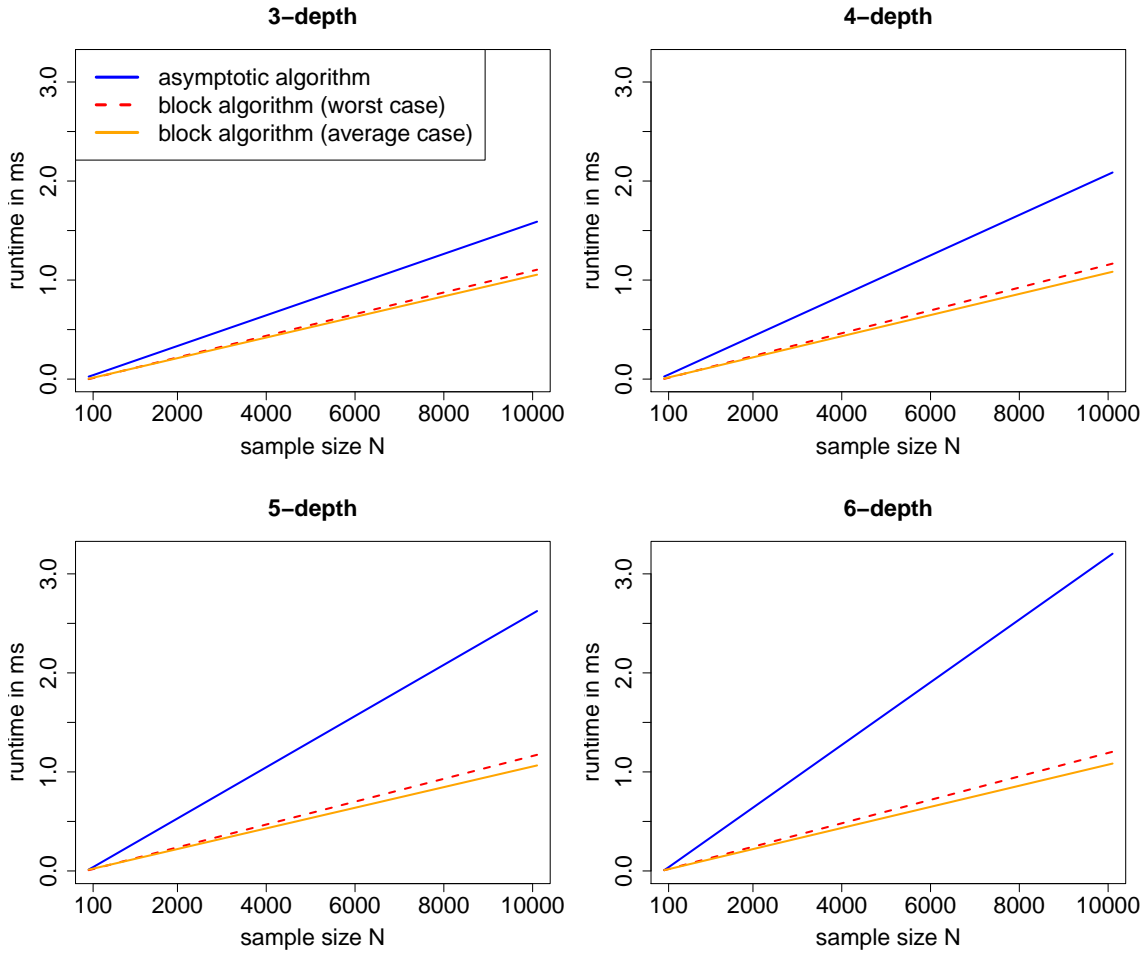 3−depth
asymptotic algorithm
block algorithm (worst case)
block algorithm (average case)
runtime in ms
0.0 1.0 2.0 3.0
100 2000 4000 6000 8000 10000
sample size N
4−depth
runtime in ms
0.0 1.0 2.0 3.0
100 2000 4000 6000 8000 10000
sample size N
5−depth
runtime in ms
0.0 1.0 2.0 3.0
100 2000 4000 6000 8000 10000
sample size N
6−depth
runtime in ms
0.0 1.0 2.0 3.0
100 2000 4000 6000 8000 10000
sample size N